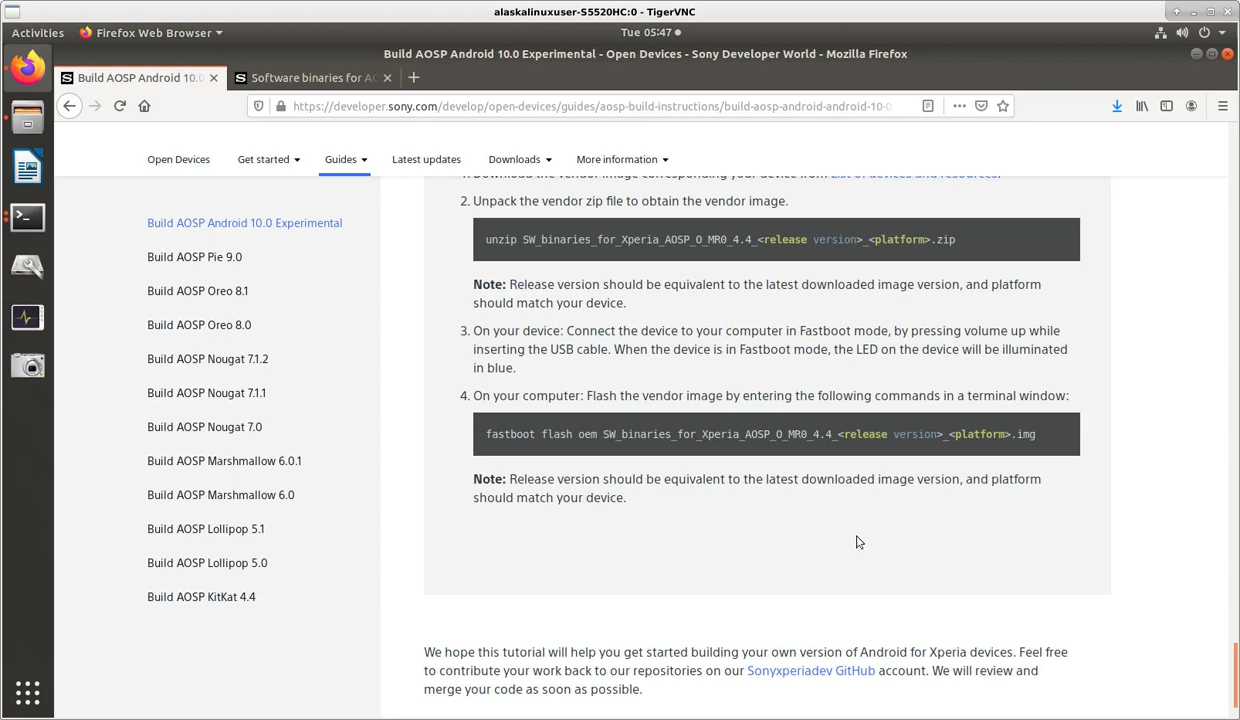 alaskalinuxuser-S5520HC:0 - TigerVNC
Activities
Firefox Web Browser
Tue 05:47
Build AOSP Android 10.0 Experimental - Open Devices - Sony Developer World - Mozilla Firefox
Build AOSP Android 10.0
Software binaries for AO
https://developer.sony.com/develop/open-devices/guides/aosp-build-instructions/build-aosp-android-android-10-0-
Open Devices
Get started
Guides
Latest updates
Downloads
More information
Build AOSP Android 10.0 Experimental
Build AOSP Pie 9.0
Build AOSP Oreo 8.1
Build AOSP Oreo 8.0
Build AOSP Nougat 7.1.2
Build AOSP Nougat 7.1.1
Build AOSP Nougat 7.0
Build AOSP Marshmallow 6.0.1
Build AOSP Marshmallow 6.0
Build AOSP Lollipop 5.1
Build AOSP Lollipop 5.0
Build AOSP KitKat 4.4
1. Download the vendor image corresponding your device from List of devices and resources.
2. Unpack the vendor zip file to obtain the vendor image.
unzip SW_binaries_for_Xperia_AOSP_O_MR0_4.4_<release version>_<platform>.zip
Note: Release version should be equivalent to the latest downloaded image version, and platform
should match your device.
3. On your device: Connect the device to your computer in Fastboot mode, by pressing volume up while
inserting the USB cable. When the device is in Fastboot mode, the LED on the device will be illuminated
in blue.
4. On your computer: Flash the vendor image by entering the following commands in a terminal window:
fastboot flash oem SW_binaries_for_Xperia_AOSP_O_MR0_4.4_<release version>_<platform>.img
Note: Release version should be equivalent to the latest downloaded image version, and platform
should match your device.
We hope this tutorial will help you get started building your own version of Android for Xperia devices. Feel free
to contribute your work back to our repositories on our Sonyxperiadev GitHub account. We will review and
merge your code as soon as possible.